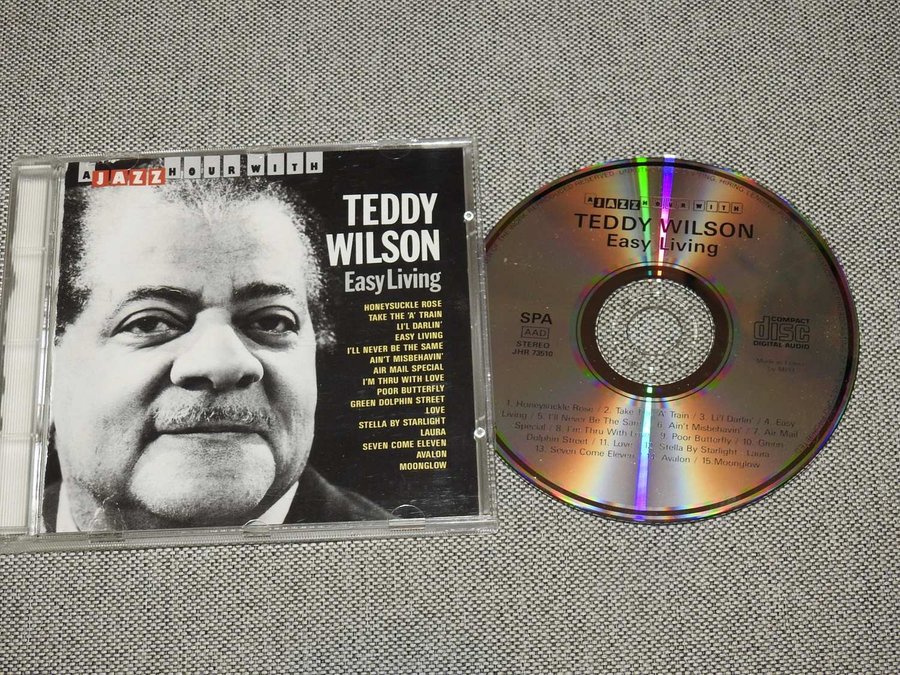 A JAZZ HOUR WITH
TEDDY
WILSON
Easy Living
HONEYSUCKLE ROSE
TAKE THE 'A' TRAIN
LI'L DARLIN'
EASY LIVING
I'LL NEVER BE THE SAME
AIN'T MISBEHAVIN'
AIR MAIL SPECIAL
I'M THRU WITH LOVE
POOR BUTTERFLY
GREEN DOLPHIN STREET
LOVE
STELLA BY STARLIGHT
LAURA
SEVEN COME ELEVEN
AVALON
MOONGLOW
A JAZZ HOUR WITH
TEDDY WILSON
Easy Living
SPA
AAD
STEREO
JHR 73510
COMPACT
disc
DIGITAL AUDIO
Made in
1. Honeysuckle Rose / 2. Take 'A' Train / 3. Li'l Darlin' / 4. Easy
Living / 5. I'll Never Be The Same 6. Ain't Misbehavin' / 7. Air Mail
Special / 8. I'm Thru With Love 9. Poor Butterfly / 10. Green
Dolphin Street / 11. Love Stella By Starlight Laura
13. Seven Come Eleven Avalon / 15. Moonglow